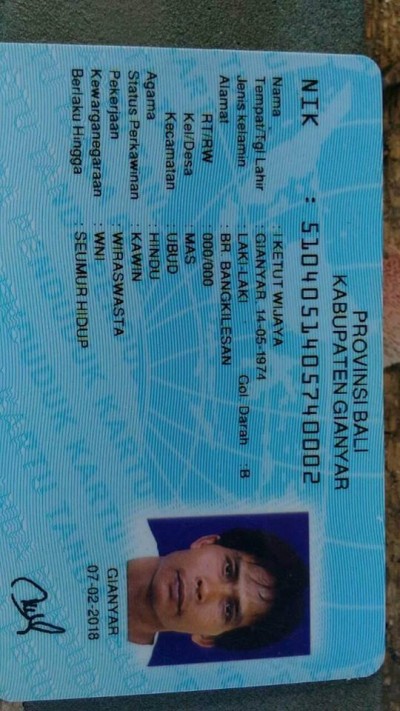 PROVINSI BALI
KABUPATEN GIANYAR
NIK : 5104051405740002
Nama : I KETUT WIJAYA
Tempat/Tgl Lahir : GIANYAR, 14-05-1974
Jenis kelamin : LAKI-LAKI Gol. Darah : B
Alamat : BR. BANGKILESAN
RT/RW : 000/000
Kel/Desa : MAS
Kecamatan : UBUD
Agama : HINDU
Status Perkawinan : KAWIN
Pekerjaan : WIRASWASTA
Kewarganegaraan : WNI
Berlaku Hingga : SEUMUR HIDUP
GIANYAR
07-02-2018